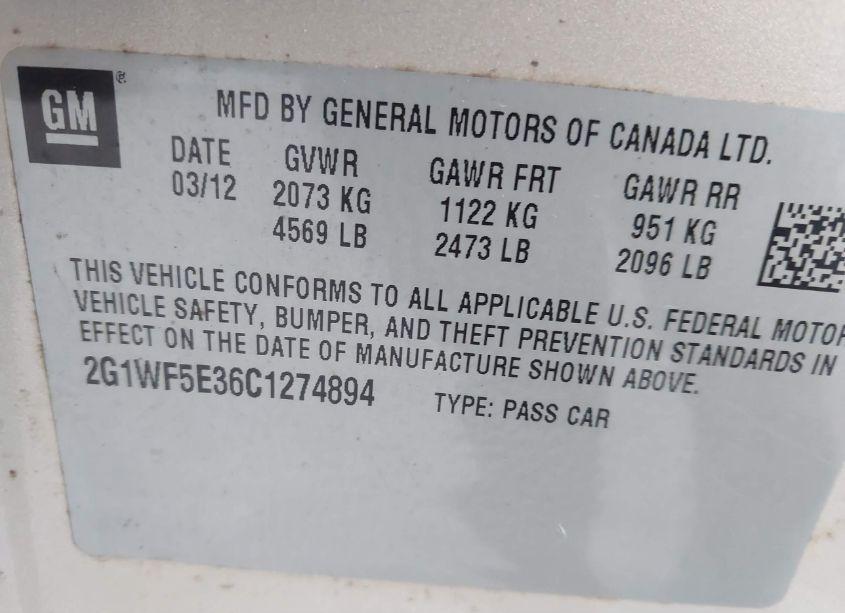 GM ®
MFD BY GENERAL MOTORS OF CANADA LTD.
DATE GVWR GAWR FRT GAWR RR
03/12 2073 KG 1122 KG 951 KG
4569 LB 2473 LB 2096 LB
THIS VEHICLE CONFORMS TO ALL APPLICABLE U.S. FEDERAL MOTOR
VEHICLE SAFETY, BUMPER, AND THEFT PREVENTION STANDARDS IN
EFFECT ON THE DATE OF MANUFACTURE SHOWN ABOVE.
2G1WF5E36C1274894 TYPE: PASS CAR